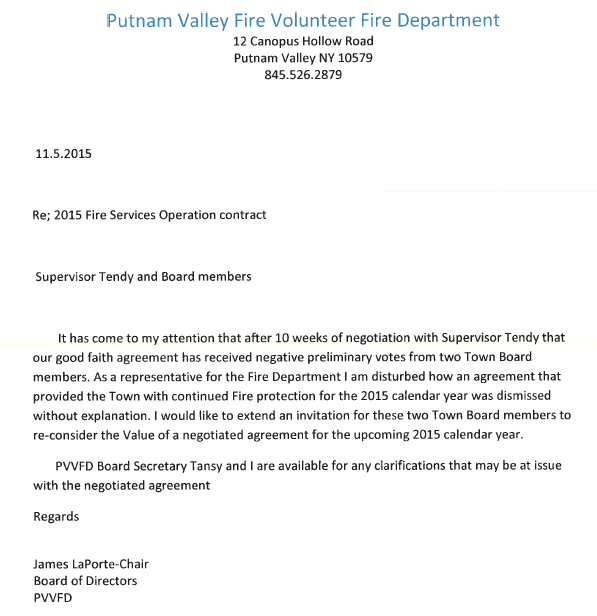 Putnam Valley Fire Volunteer Fire Department
12 Canopus Hollow Road
Putnam Valley NY 10579
845.526.2879
11.5.2015
Re; 2015 Fire Services Operation contract
Supervisor Tendy and Board members
It has come to my attention that after 10 weeks of negotiation with Supervisor Tendy that
our good faith agreement has received negative preliminary votes from two Town Board
members. As a representative for the Fire Department I am disturbed how an agreement that
provided the Town with continued Fire protection for the 2015 calendar year was dismissed
without explanation. I would like to extend an invitation for these two Town Board members to
re-consider the Value of a negotiated agreement for the upcoming 2015 calendar year.
PVVFD Board Secretary Tansy and I are available for any clarifications that may be at issue
with the negotiated agreement
Regards
James LaPorte-Chair
Board of Directors
PVVFD